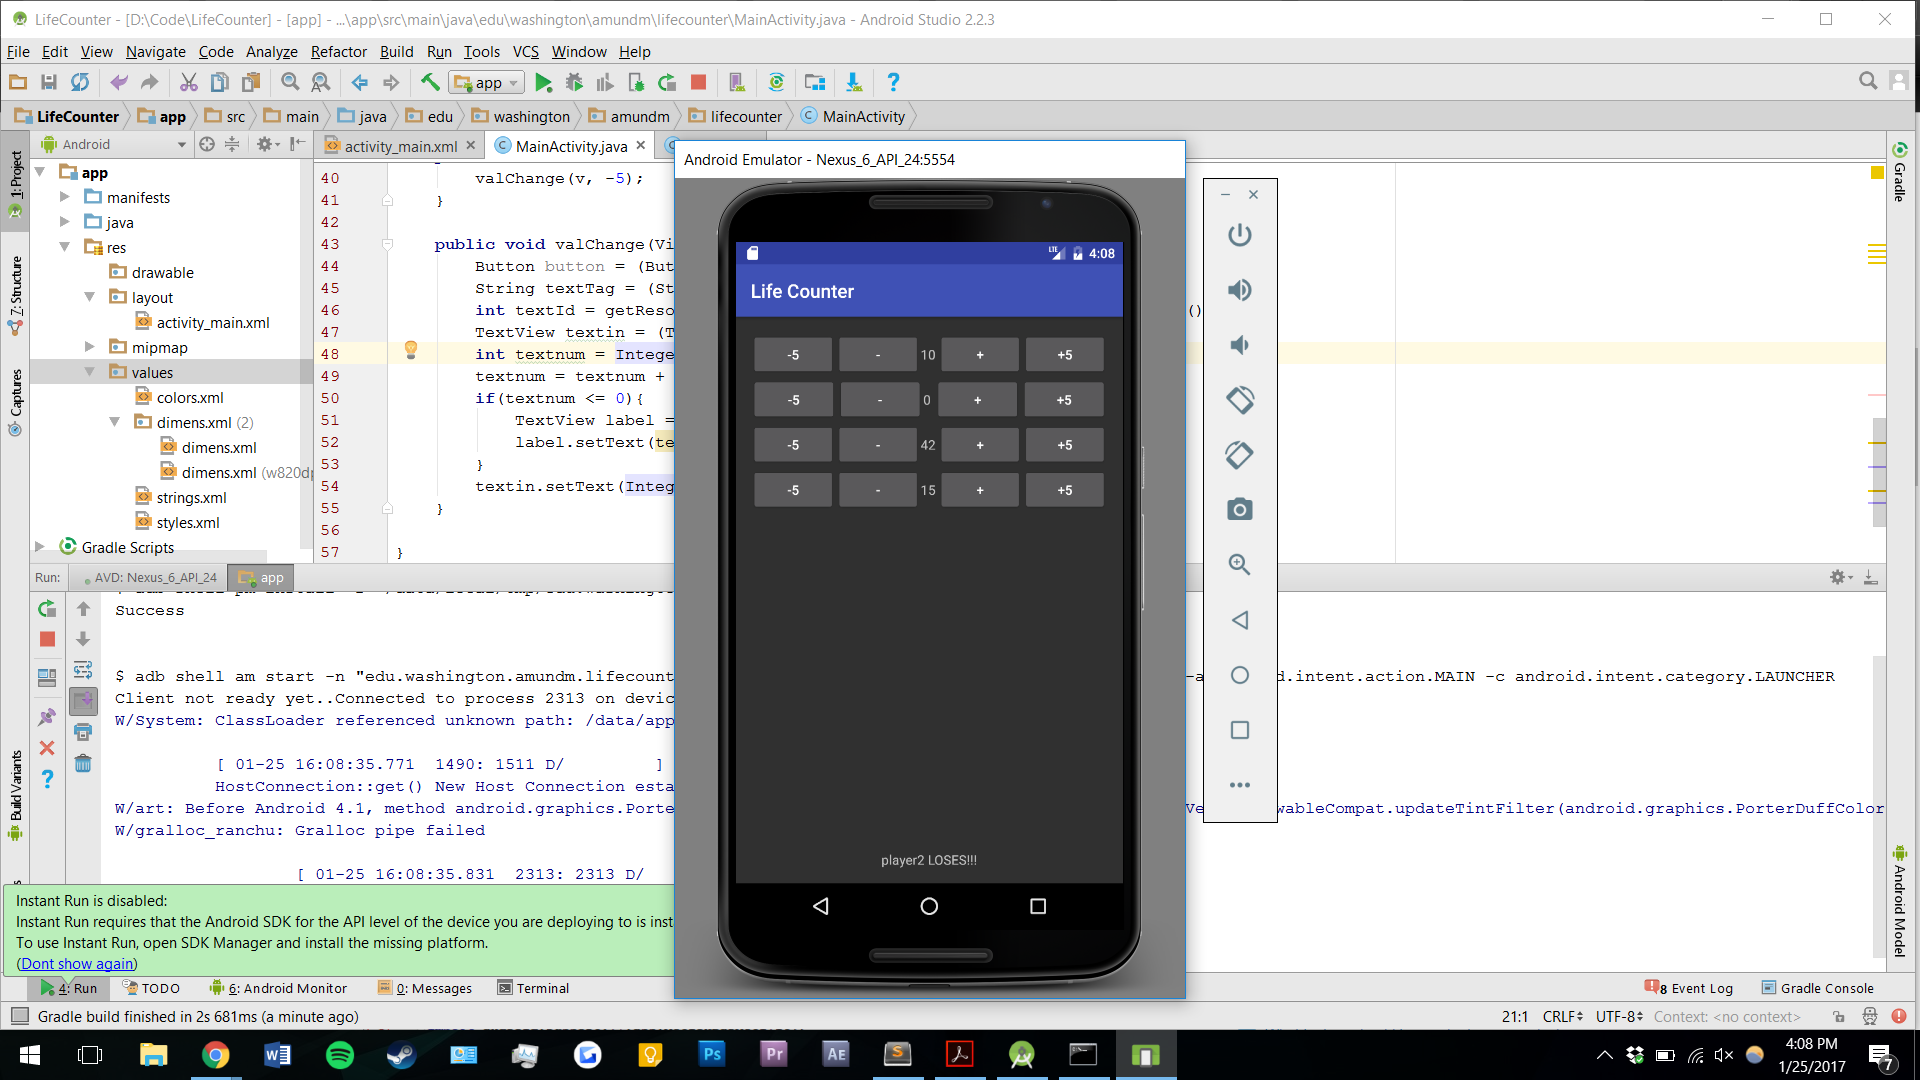 LifeCounter - [D:\Code\LifeCounter] - [app] - ...\app\src\main\java\edu\washington\amundm\lifecounter\MainActivity.java - Android Studio 2.2.3
File Edit View Navigate Code Analyze Refactor Build Run Tools VCS Window Help
app
LifeCounter app src main java edu washington amundm lifecounter MainActivity
Android
activity_main.xml MainActivity.java
1: Project
7: Structure
Captures
Build Variants
app
manifests
java
res
drawable
layout
activity_main.xml
mipmap
values
colors.xml
dimens.xml (2)
dimens.xml
dimens.xml (w820dp
strings.xml
styles.xml
Gradle Scripts
40 valChange(v, -5);
41 }
42
43 public void valChange(Vi
44 Button button = (But
45 String textTag = (St
46 int textId = getReso ()
47 TextView textin = (T
48 int textnum = Intege
49 textnum = textnum +
50 if(textnum <= 0){
51 TextView label =
52 label.setText(te
53 }
54 textin.setText(Integ
55 }
56
57 }
Gradle
Android Model
Android Emulator - Nexus_6_API_24:5554
LTE 4:08
Life Counter
-5 - 10 + +5
-5 - 0 + +5
-5 - 42 + +5
-5 - 15 + +5
player2 LOSES!!!
Run: AVD: Nexus_6_API_24 app
Success
$ adb shell am start -n "edu.washington.amundm.lifecount d.intent.action.MAIN -c android.intent.category.LAUNCHER
Client not ready yet..Connected to process 2313 on devic
W/System: ClassLoader referenced unknown path: /data/app
[ 01-25 16:08:35.771 1490: 1511 D/ ]
HostConnection::get() New Host Connection esta
W/art: Before Android 4.1, method android.graphics.Porte Ve wableCompat.updateTintFilter(android.graphics.PorterDuffColor
W/gralloc_ranchu: Gralloc pipe failed
[ 01-25 16:08:35.831 2313: 2313 D/
Instant Run is disabled:
Instant Run requires that the Android SDK for the API level of the device you are deploying to is inst
To use Instant Run, open SDK Manager and install the missing platform.
(Dont show again)
4: Run TODO 6: Android Monitor 0: Messages Terminal 8 Event Log Gradle Console
Gradle build finished in 2s 681ms (a minute ago) 21:1 CRLF UTF-8 Context: <no context>
4:08 PM
1/25/2017
7